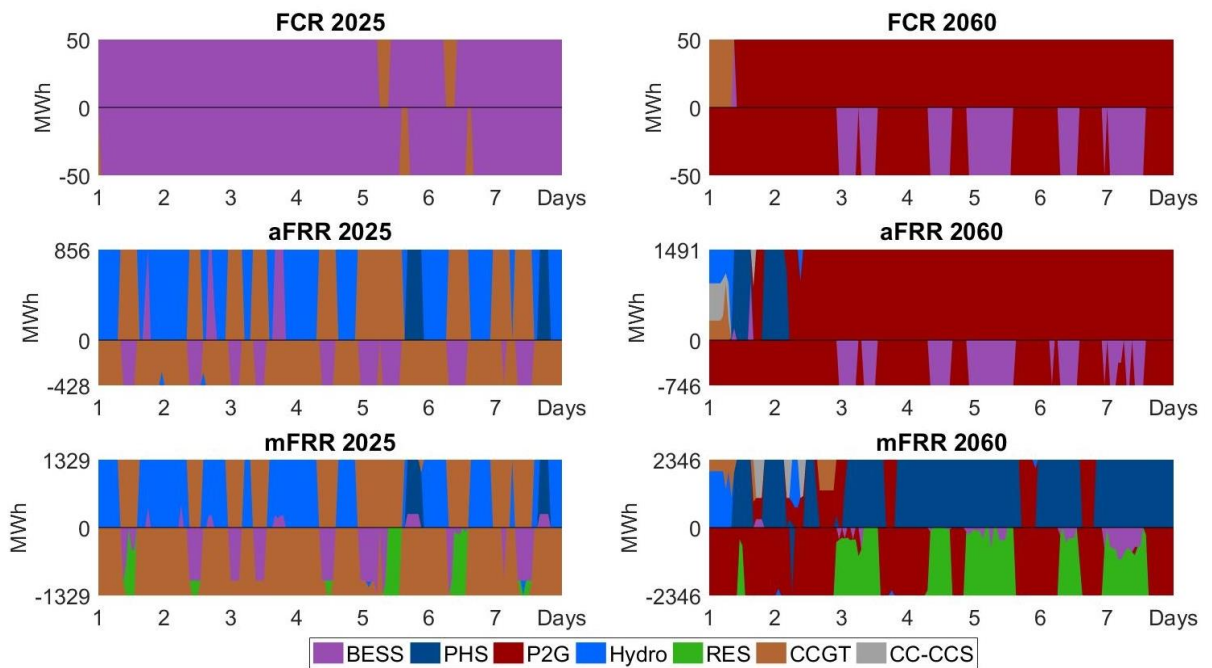 FCR 2025
50
0
-50
MWh
1 2 3 4 5 6 7 Days
FCR 2060
50
0
-50
MWh
1 2 3 4 5 6 7 Days
aFRR 2025
856
0
-428
MWh
1 2 3 4 5 6 7 Days
aFRR 2060
1491
0
-746
MWh
1 2 3 4 5 6 7 Days
mFRR 2025
1329
0
-1329
MWh
1 2 3 4 5 6 7 Days
mFRR 2060
2346
0
-2346
MWh
1 2 3 4 5 6 7 Days
BESS PHS P2G Hydro RES CCGT CC-CCS